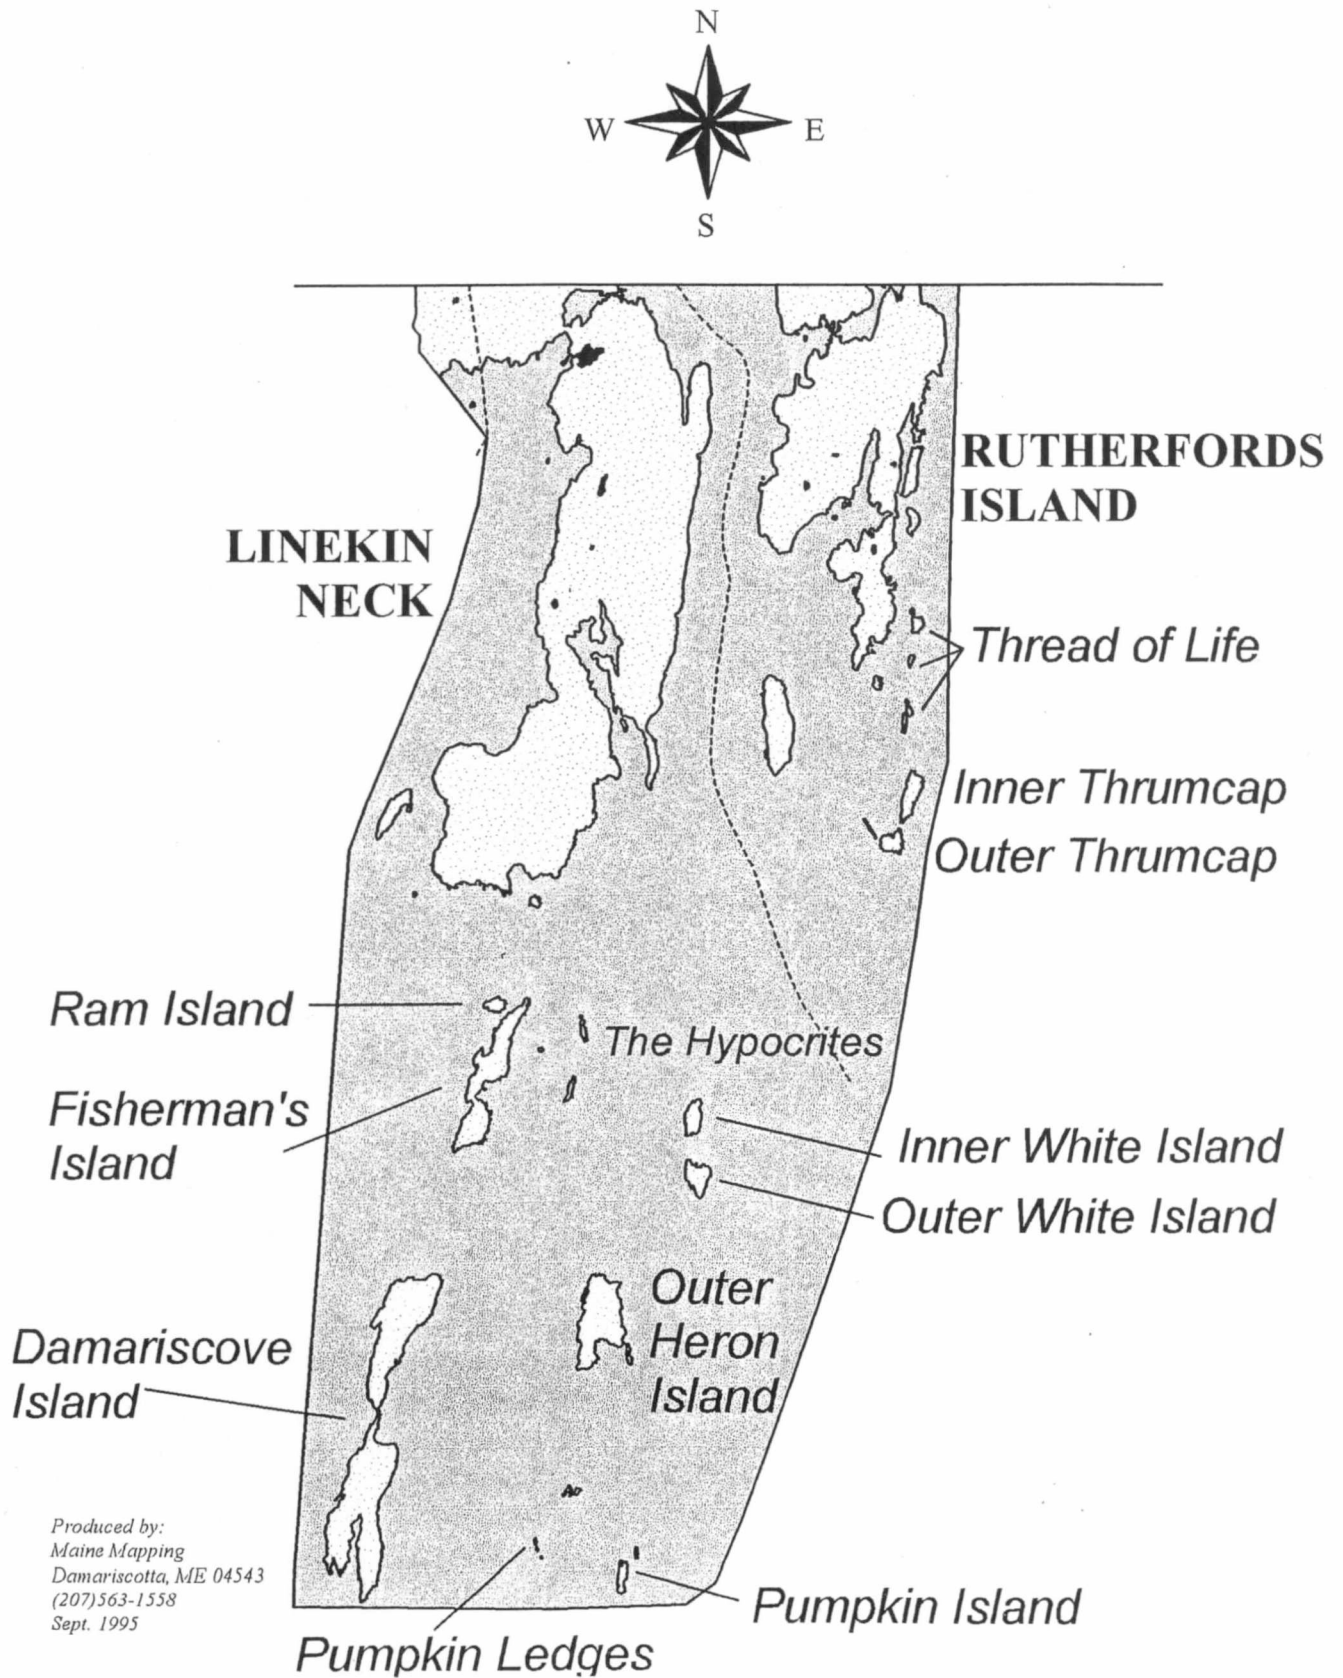 N
W
E
S
RUTHERFORDS
ISLAND
LINEKIN
NECK
Thread of Life
Inner Thrumcap
Outer Thrumcap
Ram Island
The Hypocrites
Fisherman's
Island
Inner White Island
Outer White Island
Outer
Heron
Island
Damariscove
Island
Produced by:
Maine Mapping
Damariscotta, ME 04543
(207)563-1558
Sept. 1995
Pumpkin Island
Pumpkin Ledges